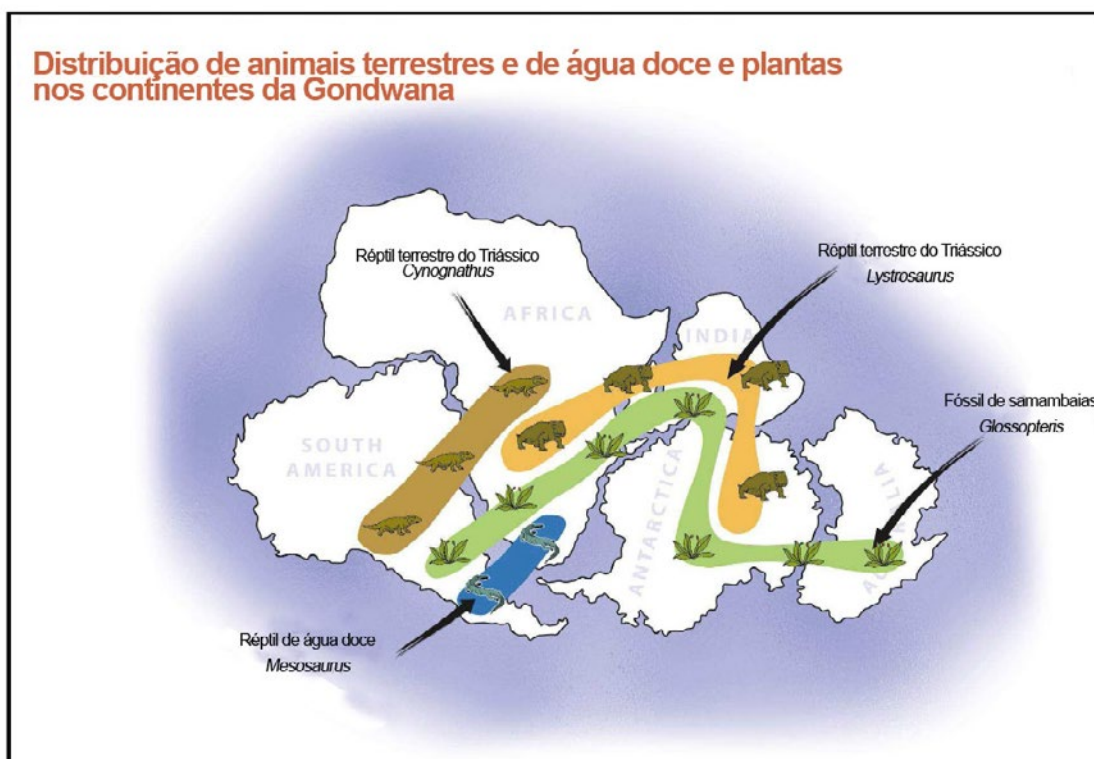 Distribuição de animais terrestres e de água doce e plantas
nos continentes da Gondwana
Réptil terrestre do Triássico
Cynognathus
Réptil terrestre do Triássico
Lystrosaurus
AFRICA
INDIA
Fóssil de samambaias
Glossopteris
SOUTH
AMERICA
ANTARCTICA
Réptil de água doce
Mesosaurus